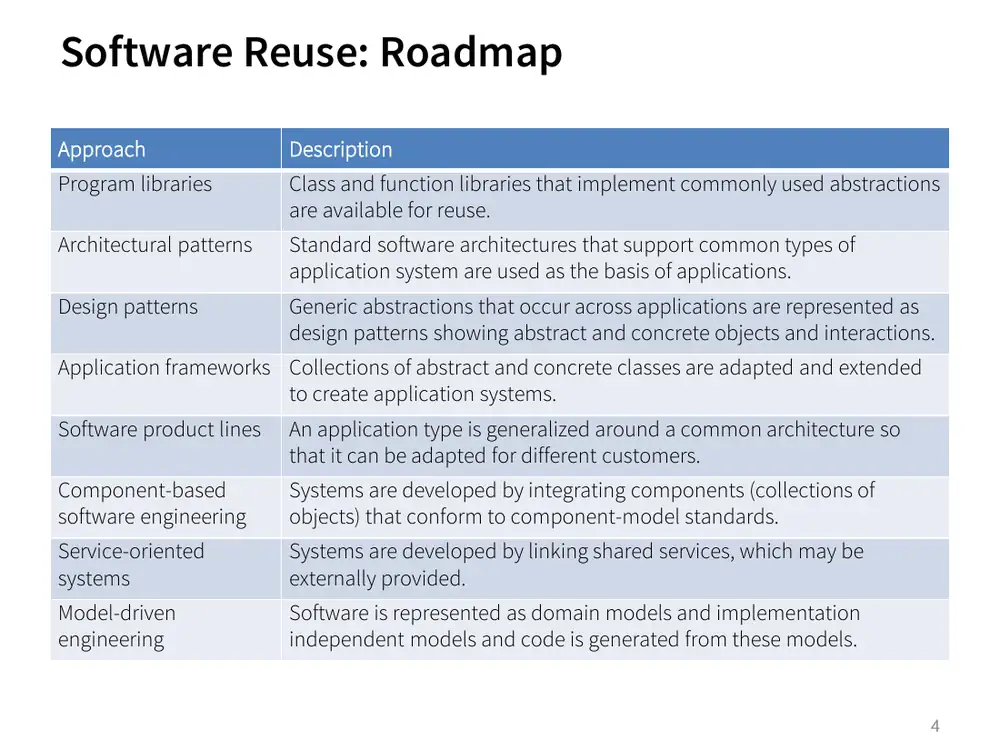 Software Reuse: Roadmap
Approach
Description
Program libraries
Class and function libraries that implement commonly used abstractions
are available for reuse.
Architectural patterns
Standard software architectures that support common types of
application system are used as the basis of applications.
Design patterns
Generic abstractions that occur across applications are represented as
design patterns showing abstract and concrete objects and interactions.
Application frameworks
Collections of abstract and concrete classes are adapted and extended
to create application systems.
Software product lines
An application type is generalized around a common architecture so
that it can be adapted for different customers.
Component-based
software engineering
Systems are developed by integrating components (collections of
objects) that conform to component-model standards.
Service-oriented
systems
Systems are developed by linking shared services, which may be
externally provided.
Model-driven
engineering
Software is represented as domain models and implementation
independent models and code is generated from these models.
4